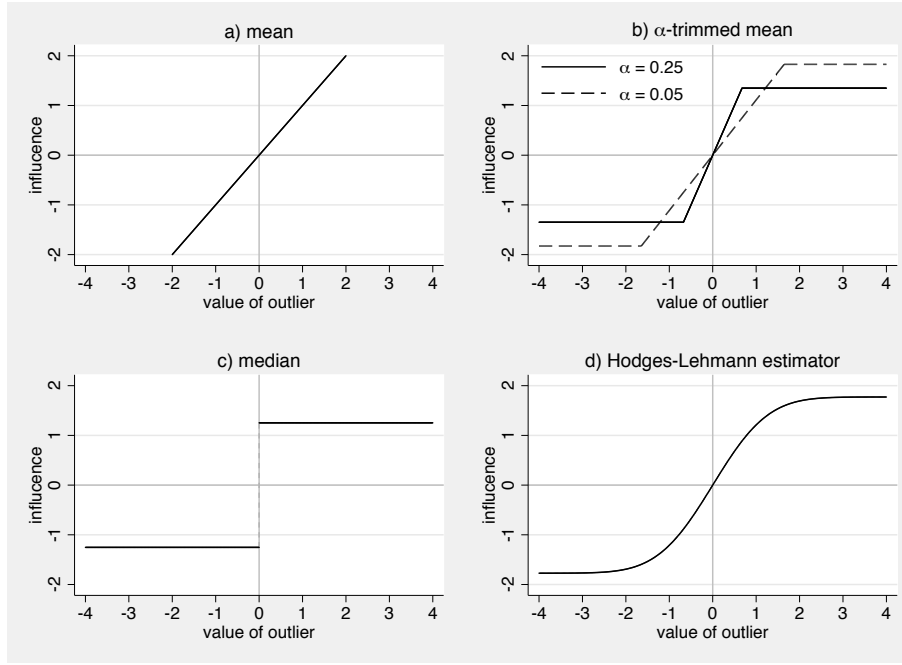 a) mean
influcence
2
1
0
-1
-2
-4 -3 -2 -1 0 1 2 3 4
value of outlier
b) α-trimmed mean
α = 0.25
α = 0.05
influcence
2
1
0
-1
-2
-4 -3 -2 -1 0 1 2 3 4
value of outlier
c) median
influcence
2
1
0
-1
-2
-4 -3 -2 -1 0 1 2 3 4
value of outlier
d) Hodges-Lehmann estimator
influcence
2
1
0
-1
-2
-4 -3 -2 -1 0 1 2 3 4
value of outlier